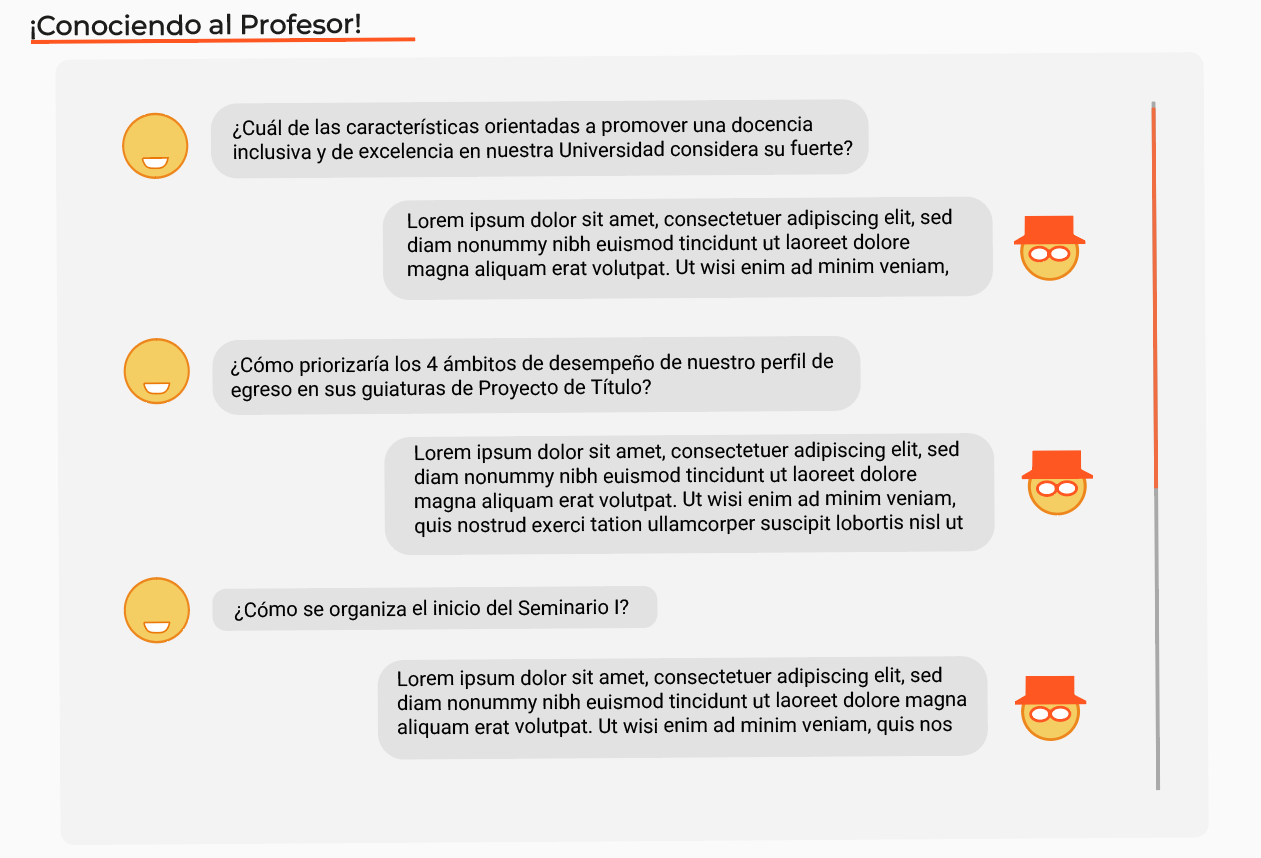 ¡Conociendo al Profesor!
¿Cuál de las características orientadas a promover una docencia
inclusiva y de excelencia en nuestra Universidad considera su fuerte?
Lorem ipsum dolor sit amet, consectetuer adipiscing elit, sed
diam nonummy nibh euismod tincidunt ut laoreet dolore
magna aliquam erat volutpat. Ut wisi enim ad minim veniam,
¿Cómo priorizaría los 4 ámbitos de desempeño de nuestro perfil de
egreso en sus guiaturas de Proyecto de Título?
Lorem ipsum dolor sit amet, consectetuer adipiscing elit, sed
diam nonummy nibh euismod tincidunt ut laoreet dolore
magna aliquam erat volutpat. Ut wisi enim ad minim veniam,
quis nostrud exerci tation ullamcorper suscipit lobortis nisl ut
¿Cómo se organiza el inicio del Seminario I?
Lorem ipsum dolor sit amet, consectetuer adipiscing elit, sed
diam nonummy nibh euismod tincidunt ut laoreet dolore magna
aliquam erat volutpat. Ut wisi enim ad minim veniam, quis nos